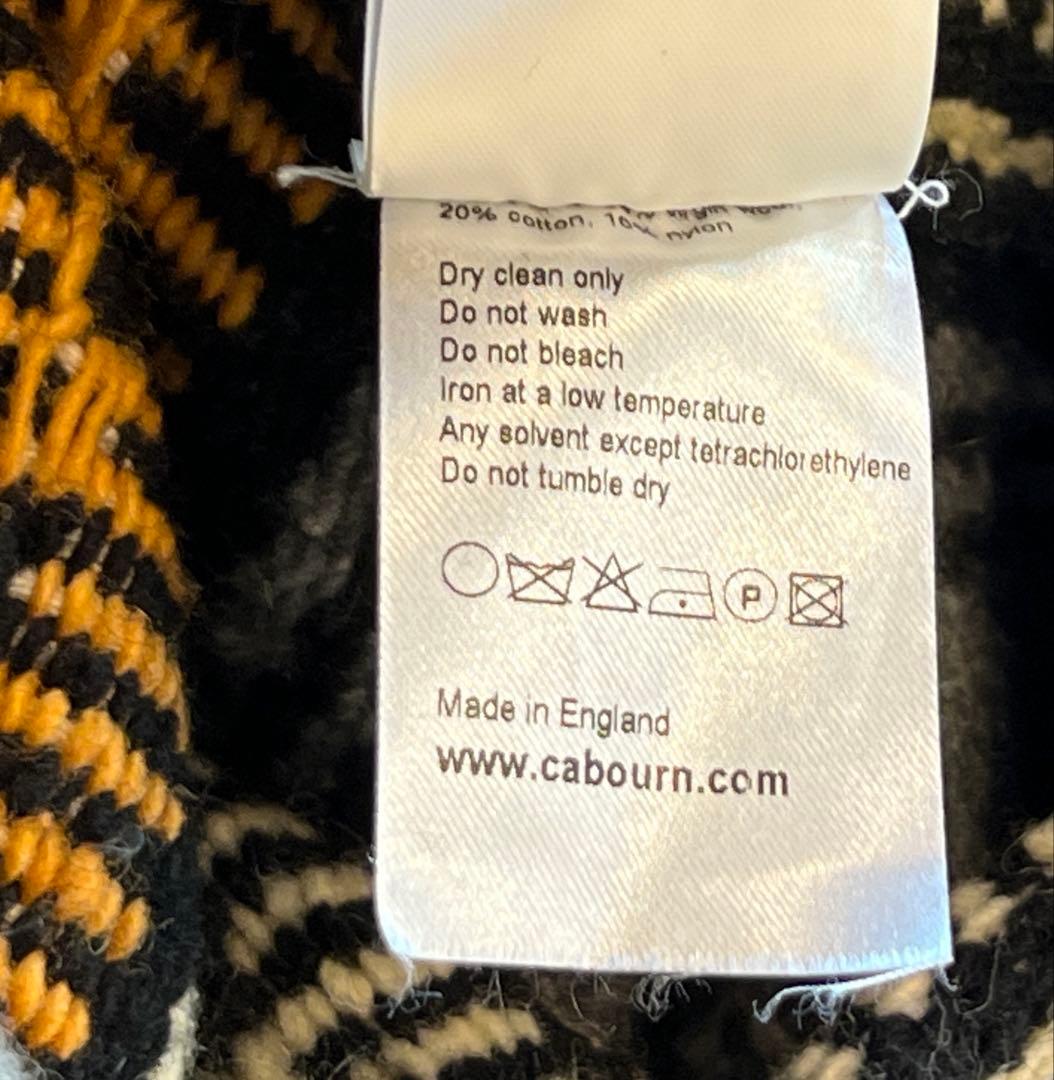 20% cotton, 10% nylon
Dry clean only
Do not wash
Do not bleach
Iron at a low temperature
Any solvent except tetrachlorethylene
Do not tumble dry
P
Made in England
www.cabourn.com